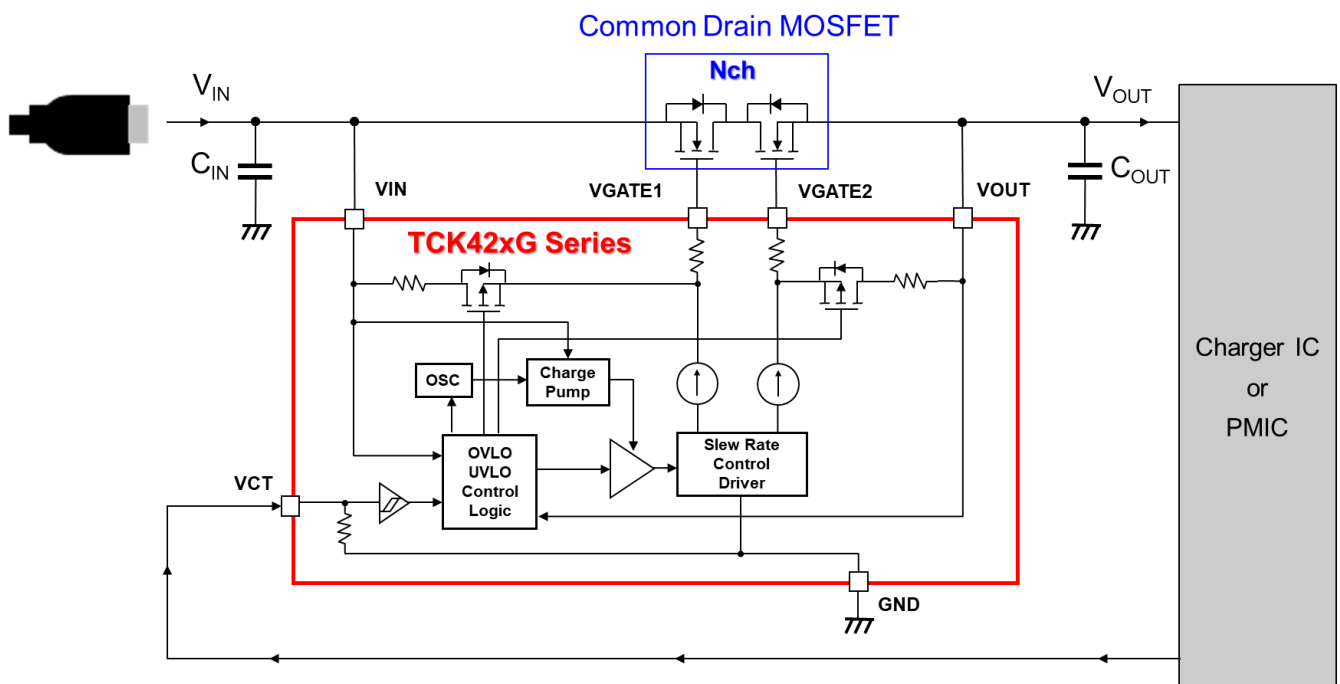 Common Drain MOSFET
Nch
VIN
VOUT
CIN
COUT
VIN
VGATE1
VGATE2
VOUT
TCK42xG Series
OSC
Charge
Pump
OVLO
UVLO
Control
Logic
Slew Rate
Control
Driver
VCT
GND
Charger IC
or
PMIC